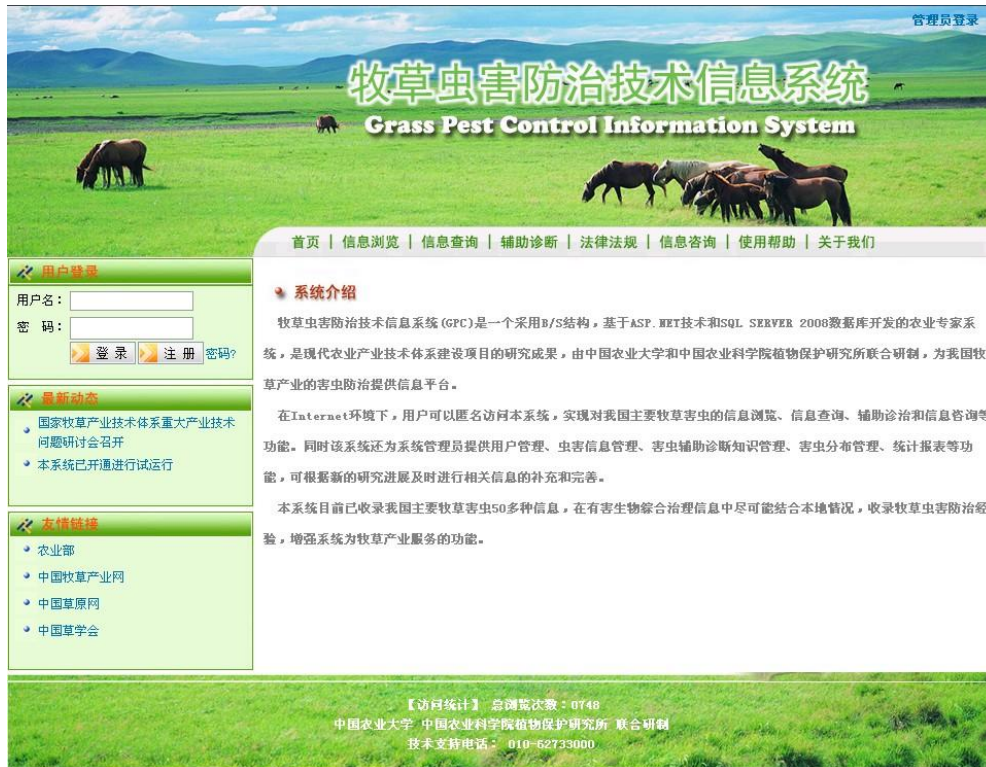 管理员登录
牧草虫害防治技术信息系统
Grass Pest Control Information System
首页 | 信息浏览 | 信息查询 | 辅助诊断 | 法律法规 | 信息咨询 | 使用帮助 | 关于我们
用户登录
用户名：
密 码：
登 录 注 册 密码?
最新动态
国家牧草产业技术体系重大产业技术
问题研讨会召开
本系统已开通进行试运行
友情链接
农业部
中国牧草产业网
中国草原网
中国草学会
系统介绍
牧草虫害防治技术信息系统(GPC)是一个采用B/S结构，基于ASP.NET技术和SQL SERVER 2008数据库开发的农业专家系
统，是现代农业产业技术体系建设项目的研究成果，由中国农业大学和中国农业科学院植物保护研究所联合研制，为我国牧
草产业的害虫防治提供信息平台。
在Internet环境下，用户可以匿名访问本系统，实现对我国主要牧草害虫的信息浏览、信息查询、辅助诊治和信息咨询等
功能。同时该系统还为系统管理员提供用户管理、虫害信息管理、害虫辅助诊断知识管理、害虫分布管理、统计报表等功
能，可根据新的研究进展及时进行相关信息的补充和完善。
本系统目前已收录我国主要牧草害虫50多种信息，在有害生物综合治理信息中尽可能结合本地情况，收录牧草虫害防治经
验，增强系统为牧草产业服务的功能。
【访问统计】 总浏览次数：0748
中国农业大学 中国农业科学院植物保护研究所 联合研制
技术支持电话： 010-62733000